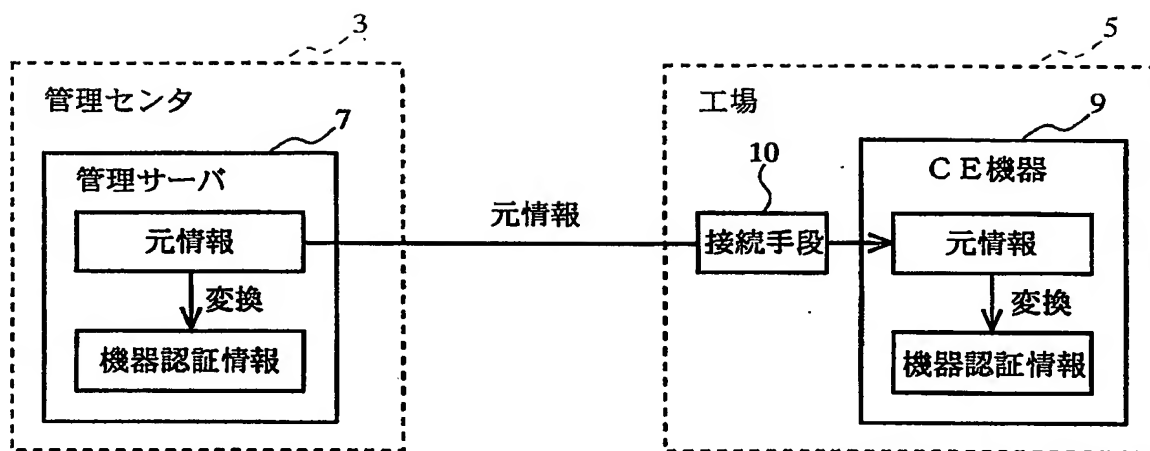 3
管理センタ
7
管理サーバ
元情報
変換
機器認証情報
元情報
5
工場
10
接続手段
9
ＣＥ機器
元情報
変換
機器認証情報